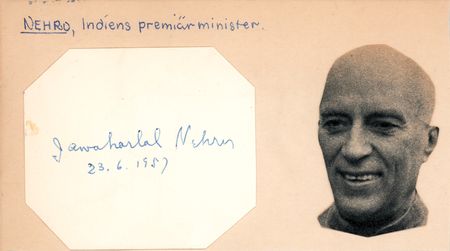 NEHRU, Indiens premiärminister.
Jawaharlal Nehru
23.6.1957